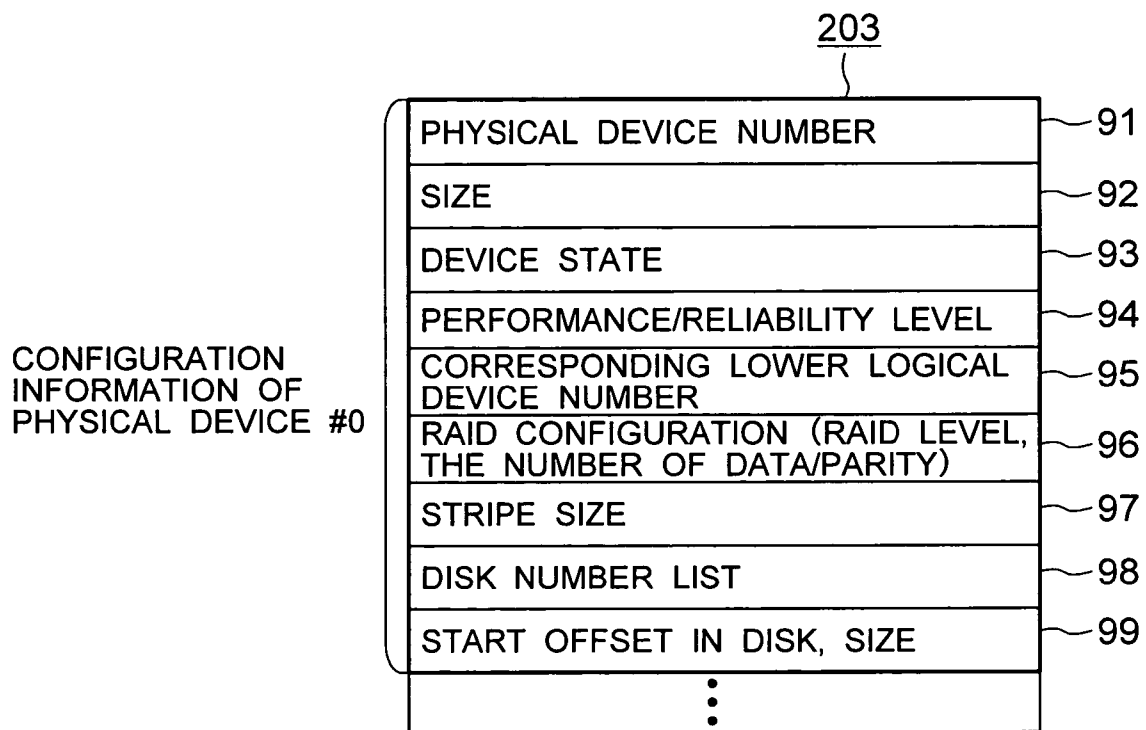 203
PHYSICAL DEVICE NUMBER
91
SIZE
92
DEVICE STATE
93
PERFORMANCE/RELIABILITY LEVEL
94
CORRESPONDING LOWER LOGICAL
DEVICE NUMBER
95
RAID CONFIGURATION (RAID LEVEL,
THE NUMBER OF DATA/PARITY)
96
STRIPE SIZE
97
DISK NUMBER LIST
98
START OFFSET IN DISK, SIZE
99
CONFIGURATION
INFORMATION OF
PHYSICAL DEVICE #0